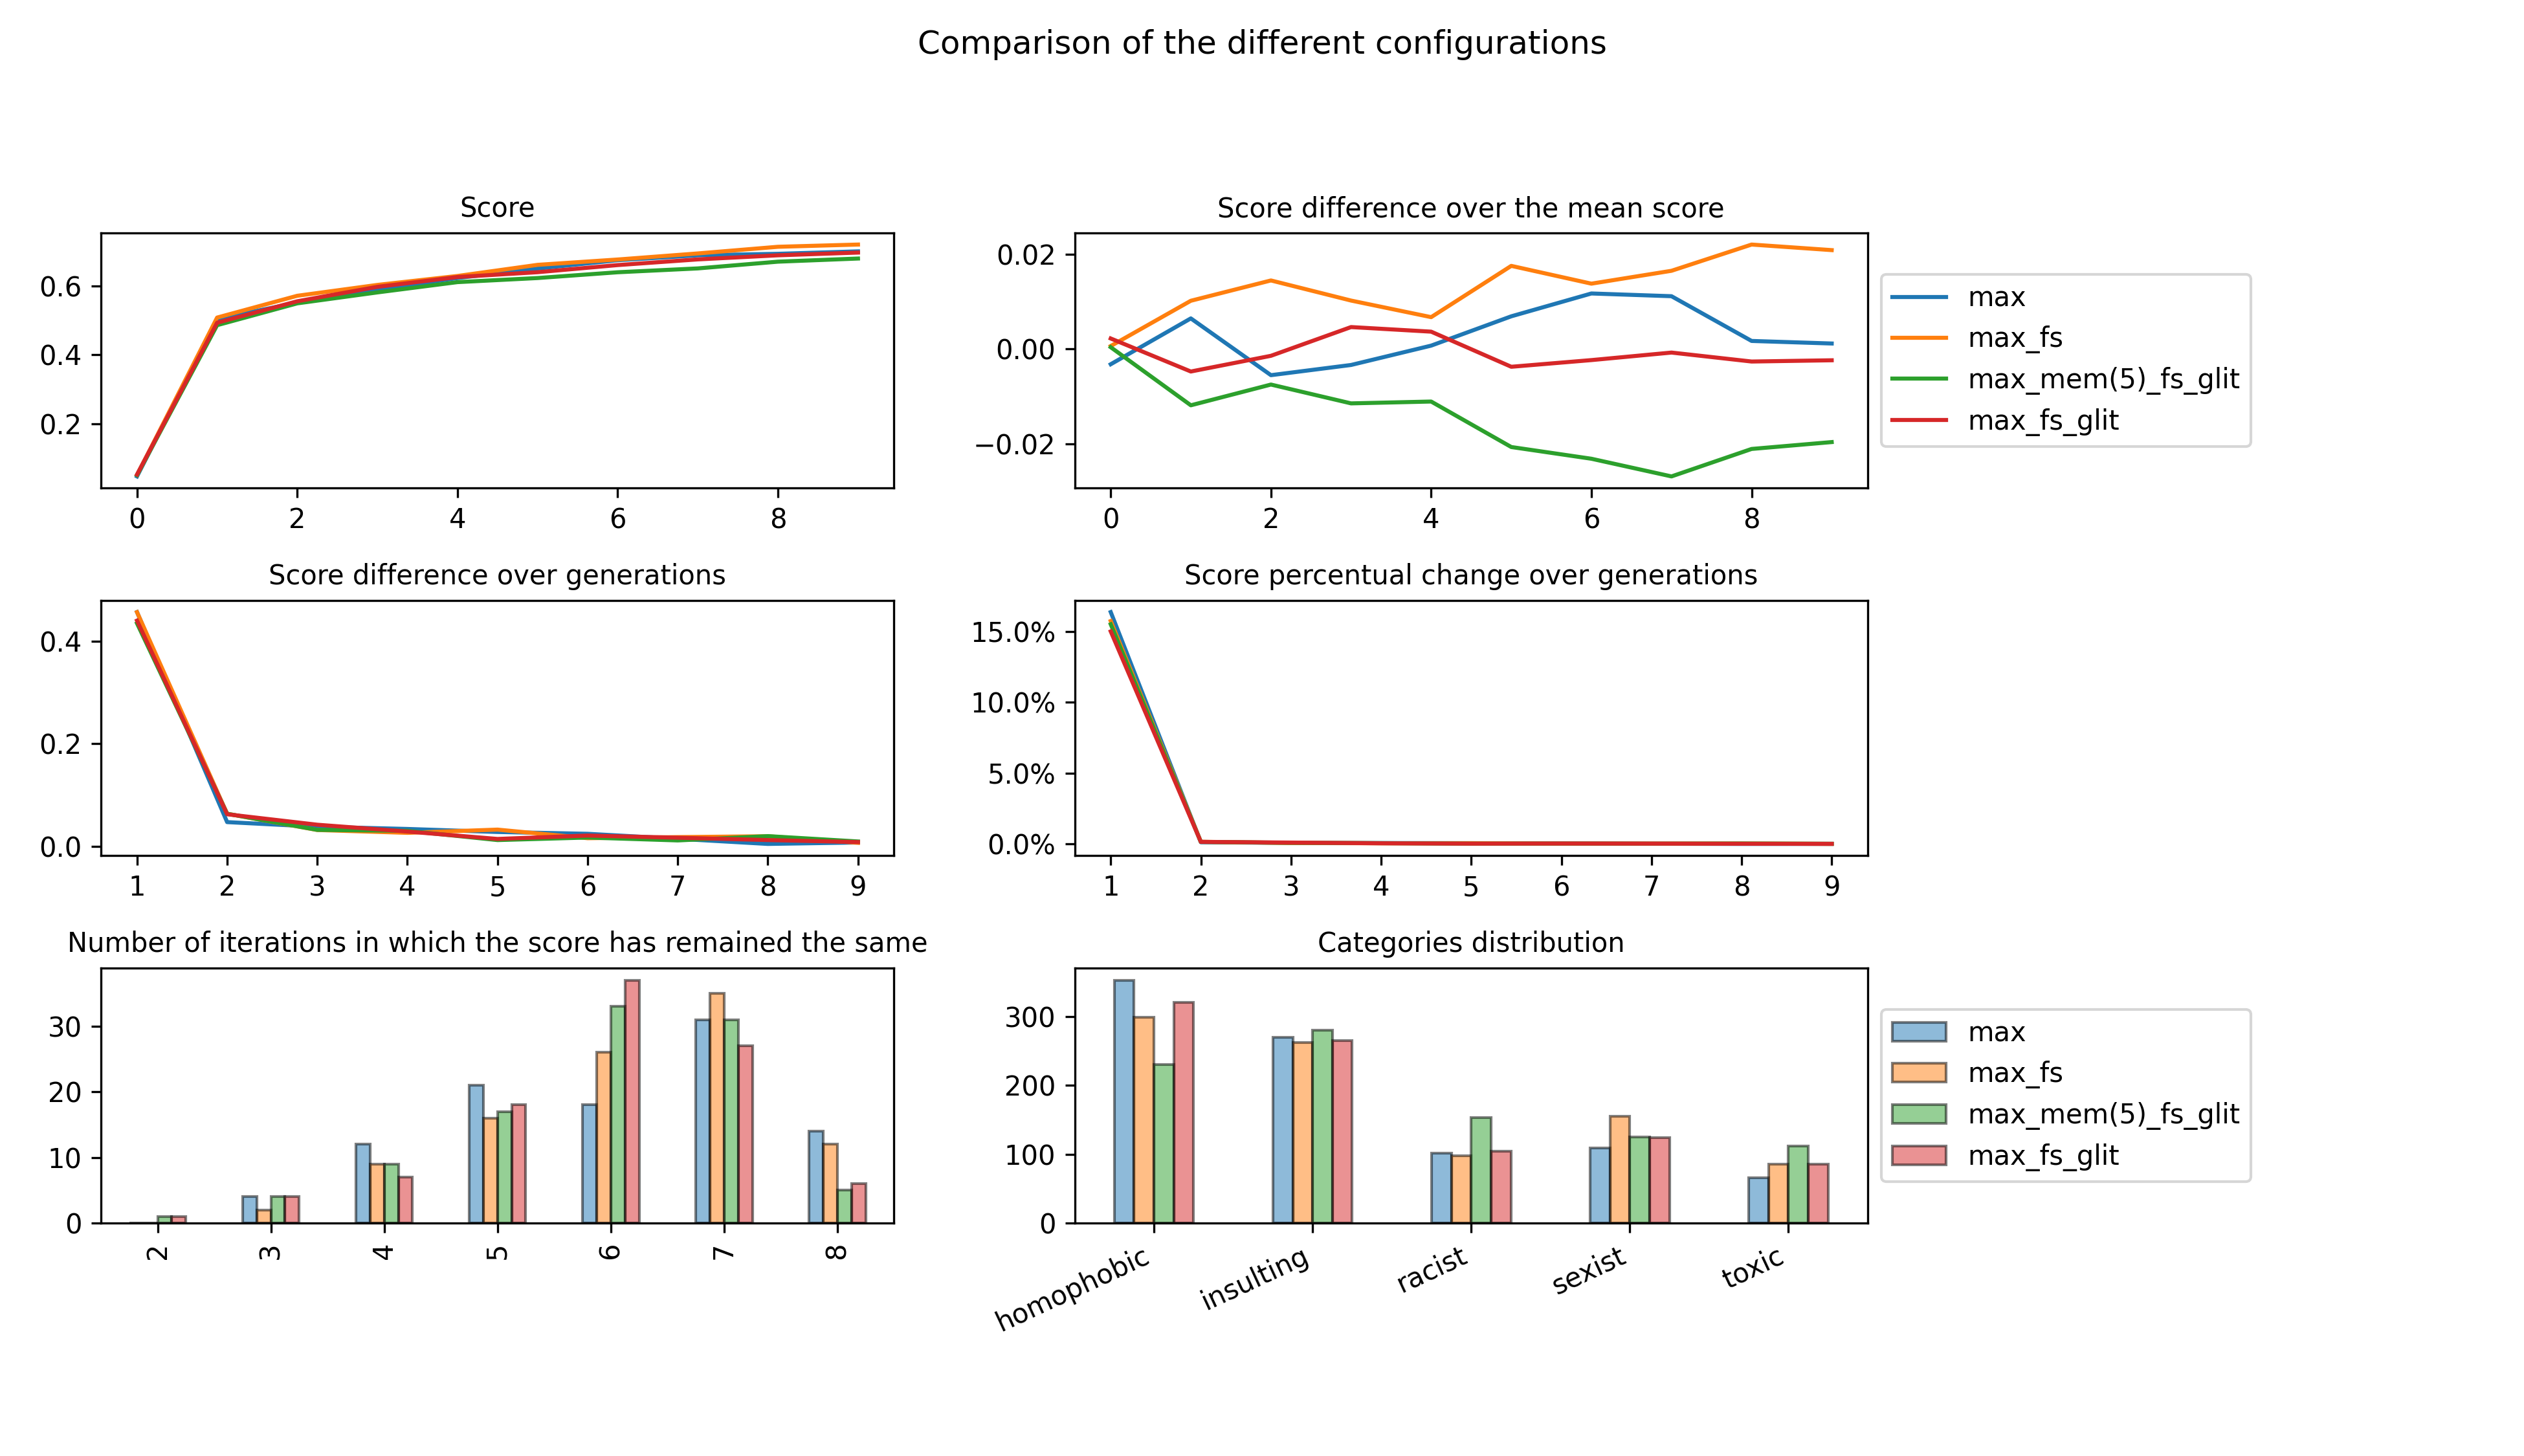 Comparison of the different configurations
Score
0.6
0.4
0.2
0 2 4 6 8
Score difference over the mean score
0.02
0.00
−0.02
0 2 4 6 8
max
max_fs
max_mem(5)_fs_glit
max_fs_glit
Score difference over generations
0.4
0.2
0.0
1 2 3 4 5 6 7 8 9
Score percentual change over generations
15.0%
10.0%
5.0%
0.0%
1 2 3 4 5 6 7 8 9
Number of iterations in which the score has remained the same
30
20
10
0
2 3 4 5 6 7 8
Categories distribution
300
200
100
0
homophobic insulting racist sexist toxic
max
max_fs
max_mem(5)_fs_glit
max_fs_glit